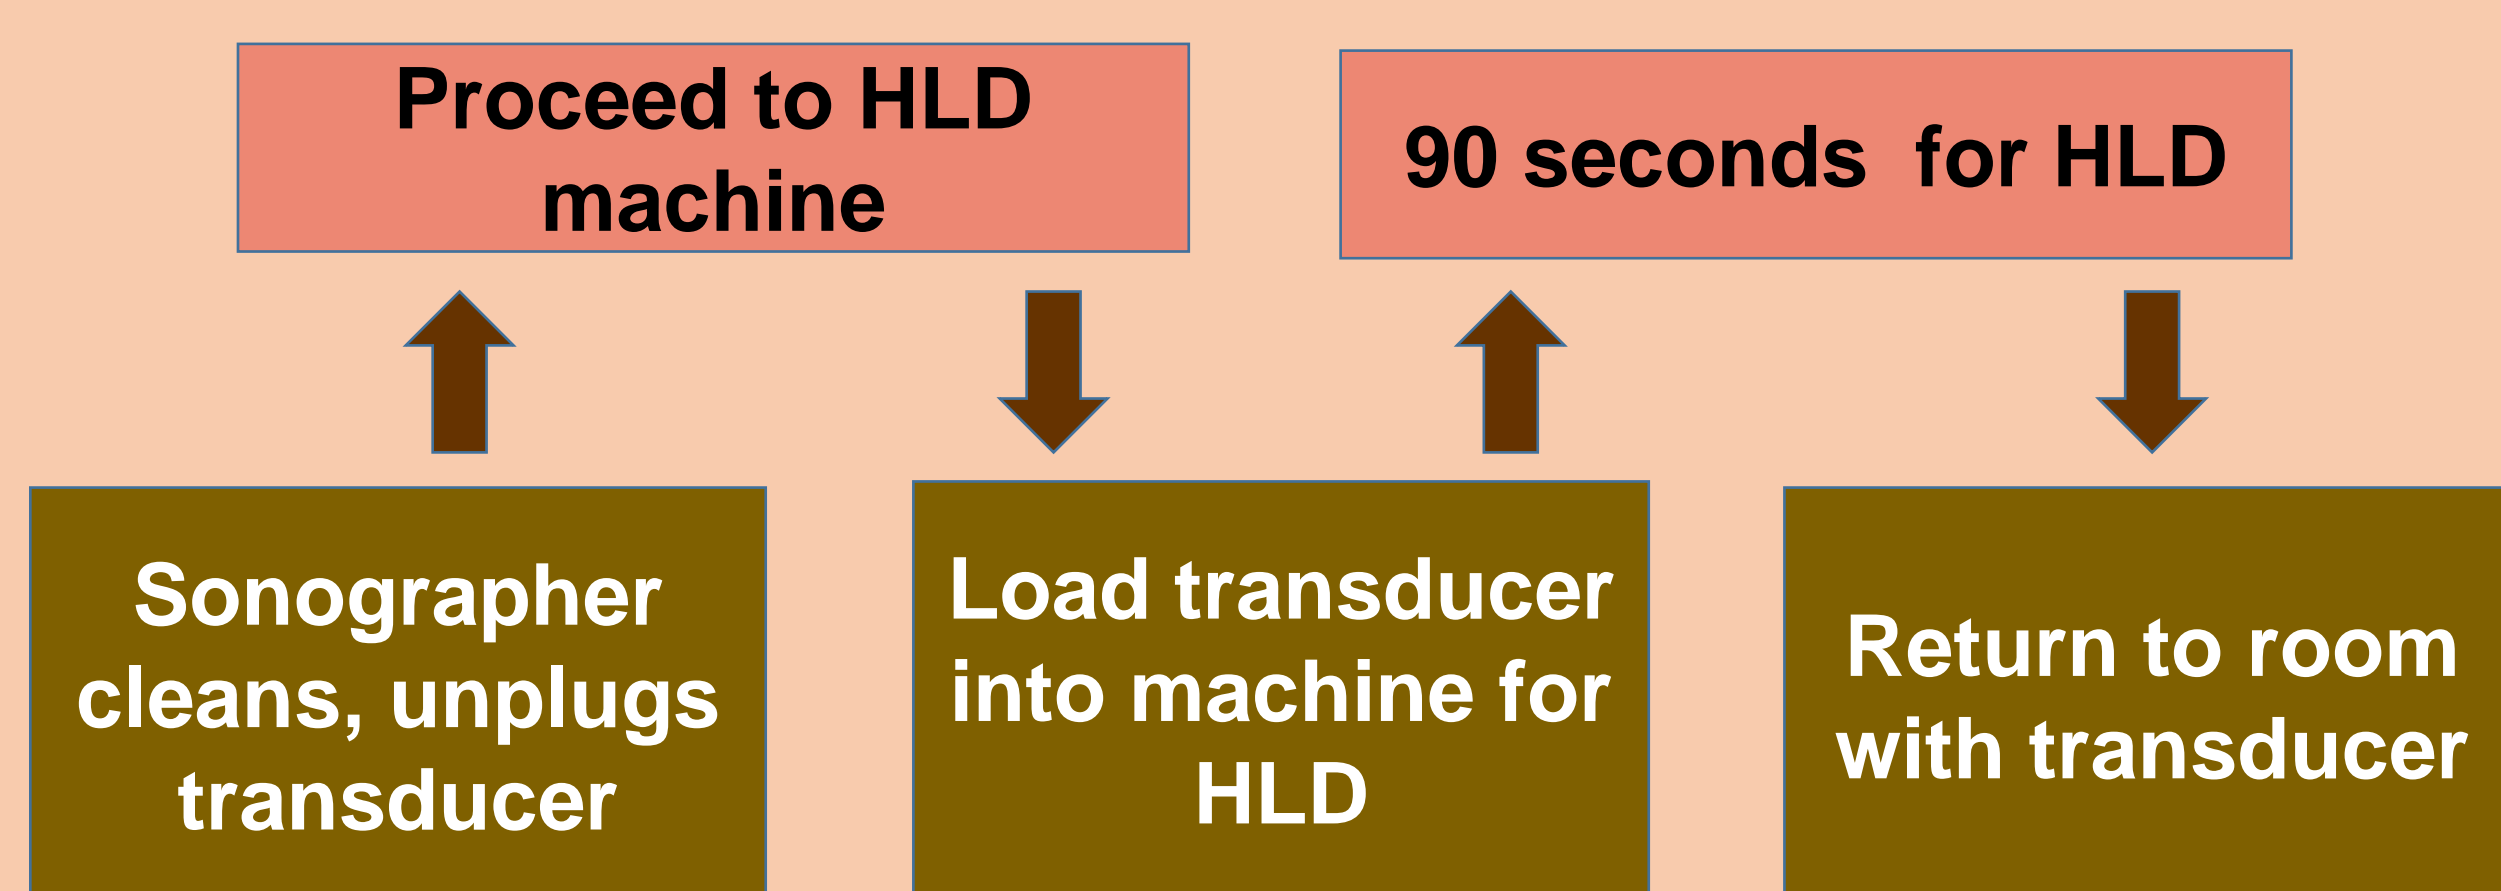 Proceed to HLD
machine
90 seconds for HLD
Sonographer
cleans, unplugs
transducer
Load transducer
into machine for
HLD
Return to room
with transducer